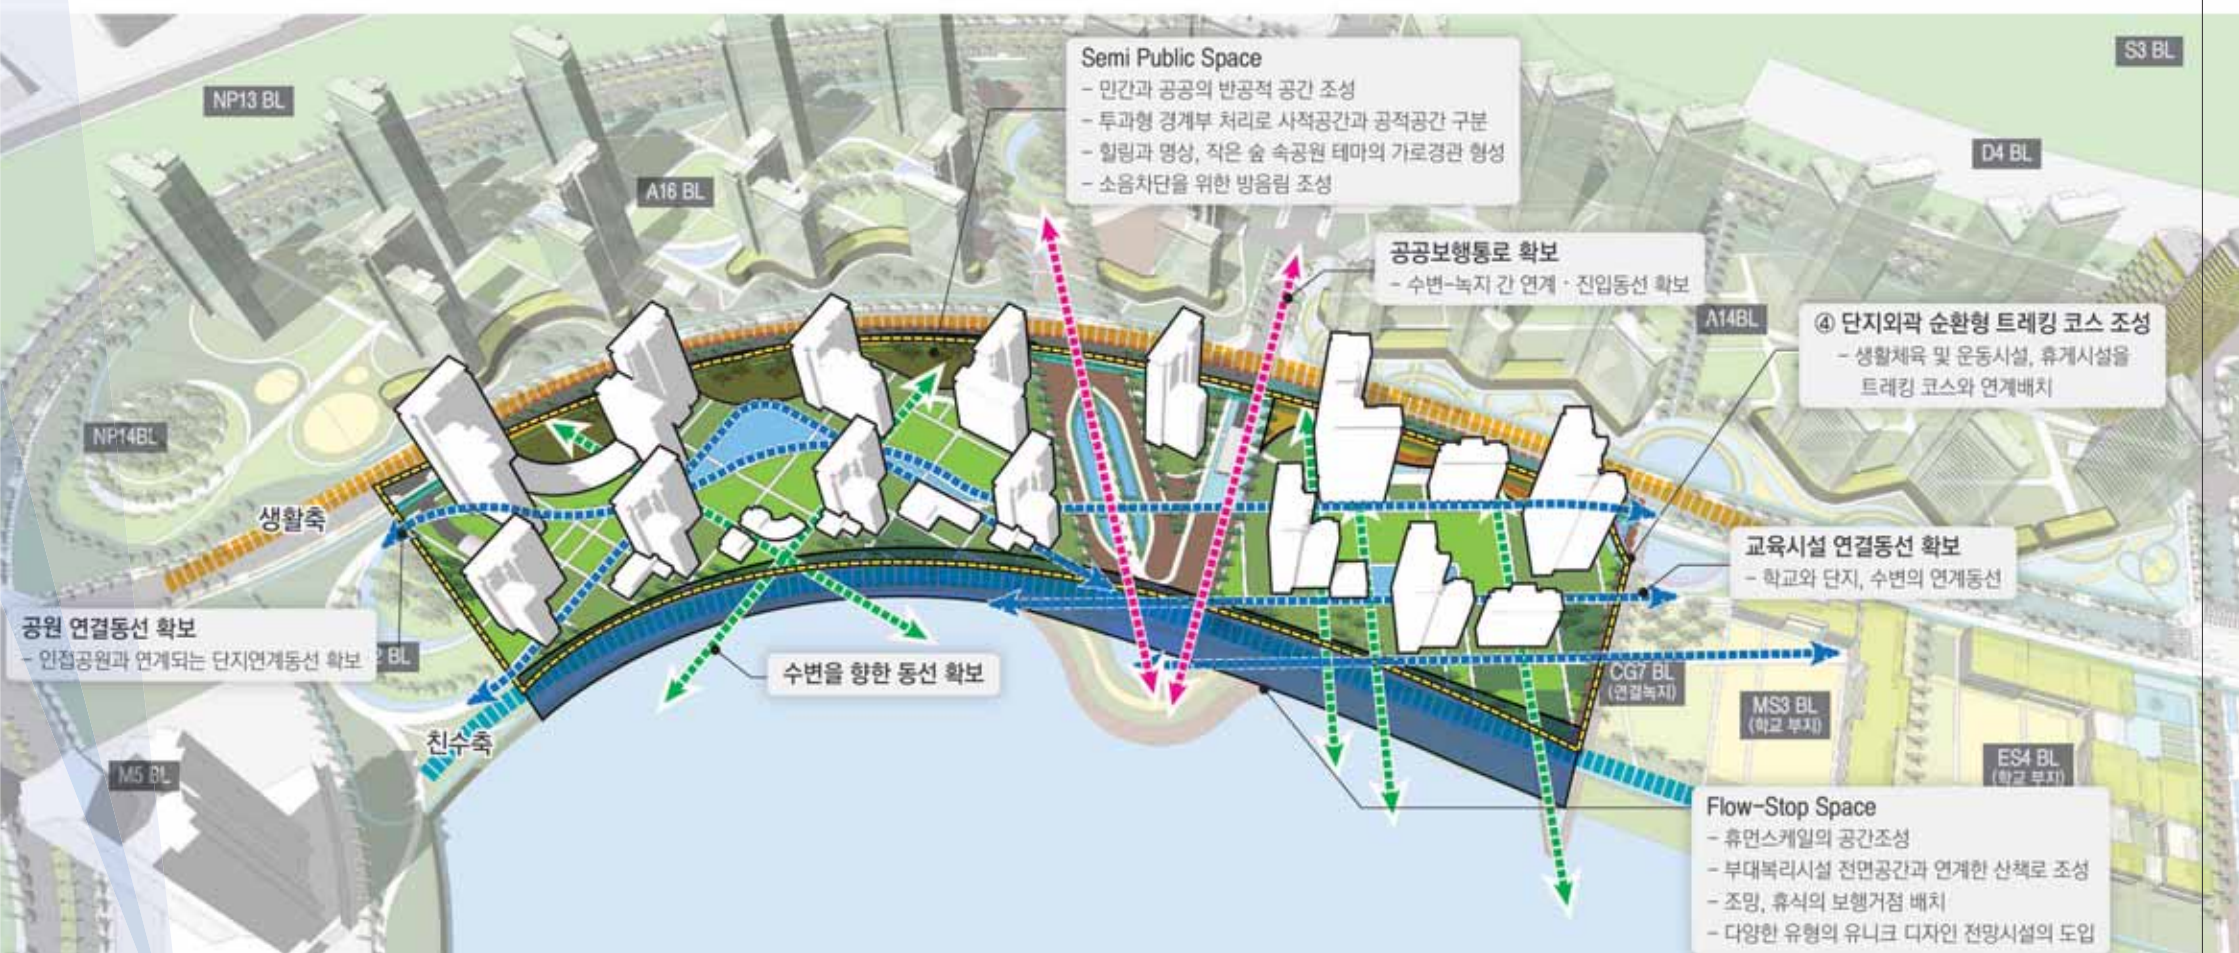 S3 BL
NP13 BL
D4 BL
A16 BL
Semi Public Space
- 민간과 공공의 반공적 공간 조성
- 투과형 경계부 처리로 사적공간과 공적공간 구분
- 힐링과 명상, 작은 숲 속공원 테마의 가로경관 형성
- 소음차단을 위한 방음림 조성
공공보행통로 확보
- 수변-녹지 간 연계 · 진입동선 확보
A14BL
④ 단지외곽 순환형 트레킹 코스 조성
- 생활체육 및 운동시설, 휴게시설을
트레킹 코스와 연계배치
NP14BL
생활축
교육시설 연결동선 확보
- 학교와 단지, 수변의 연계동선
공원 연결동선 확보
- 인접공원과 연계되는 단지연계동선 확보
2 BL
수변을 향한 동선 확보
CG7 BL
(연결녹지)
MS3 BL
(학교 부지)
친수축
M5 BL
ES4 BL
(학교 부지)
Flow-Stop Space
- 휴먼스케일의 공간조성
- 부대복리시설 전면공간과 연계한 산책로 조성
- 조망, 휴식의 보행거점 배치
- 다양한 유형의 유니크 디자인 전망시설의 도입